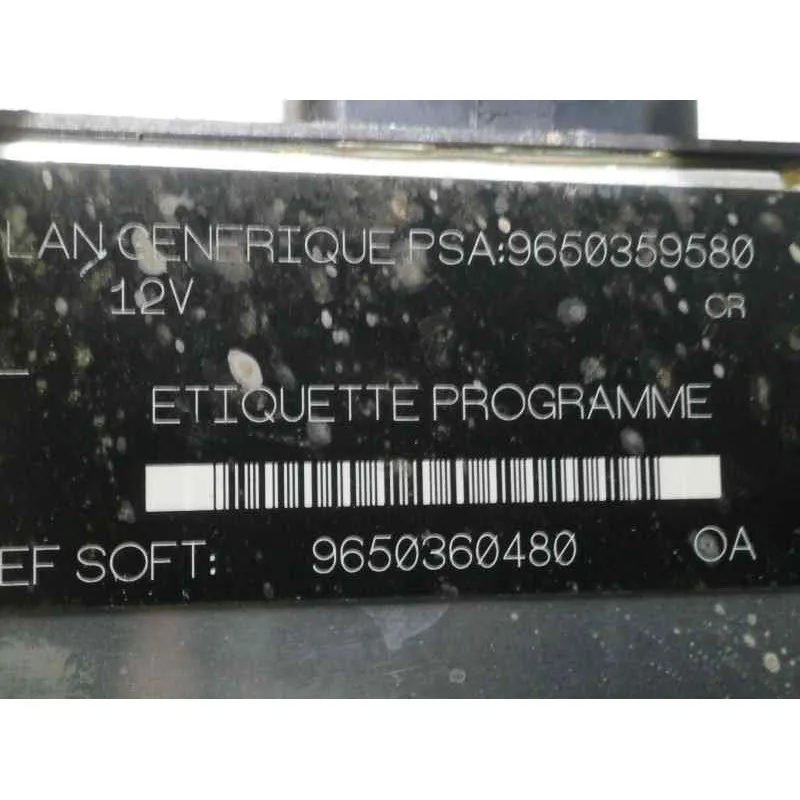 LAN GENERIQUE PSA:9650359580
12V CR
ETIQUETTE PROGRAMME
EF SOFT: 9650360480 OA